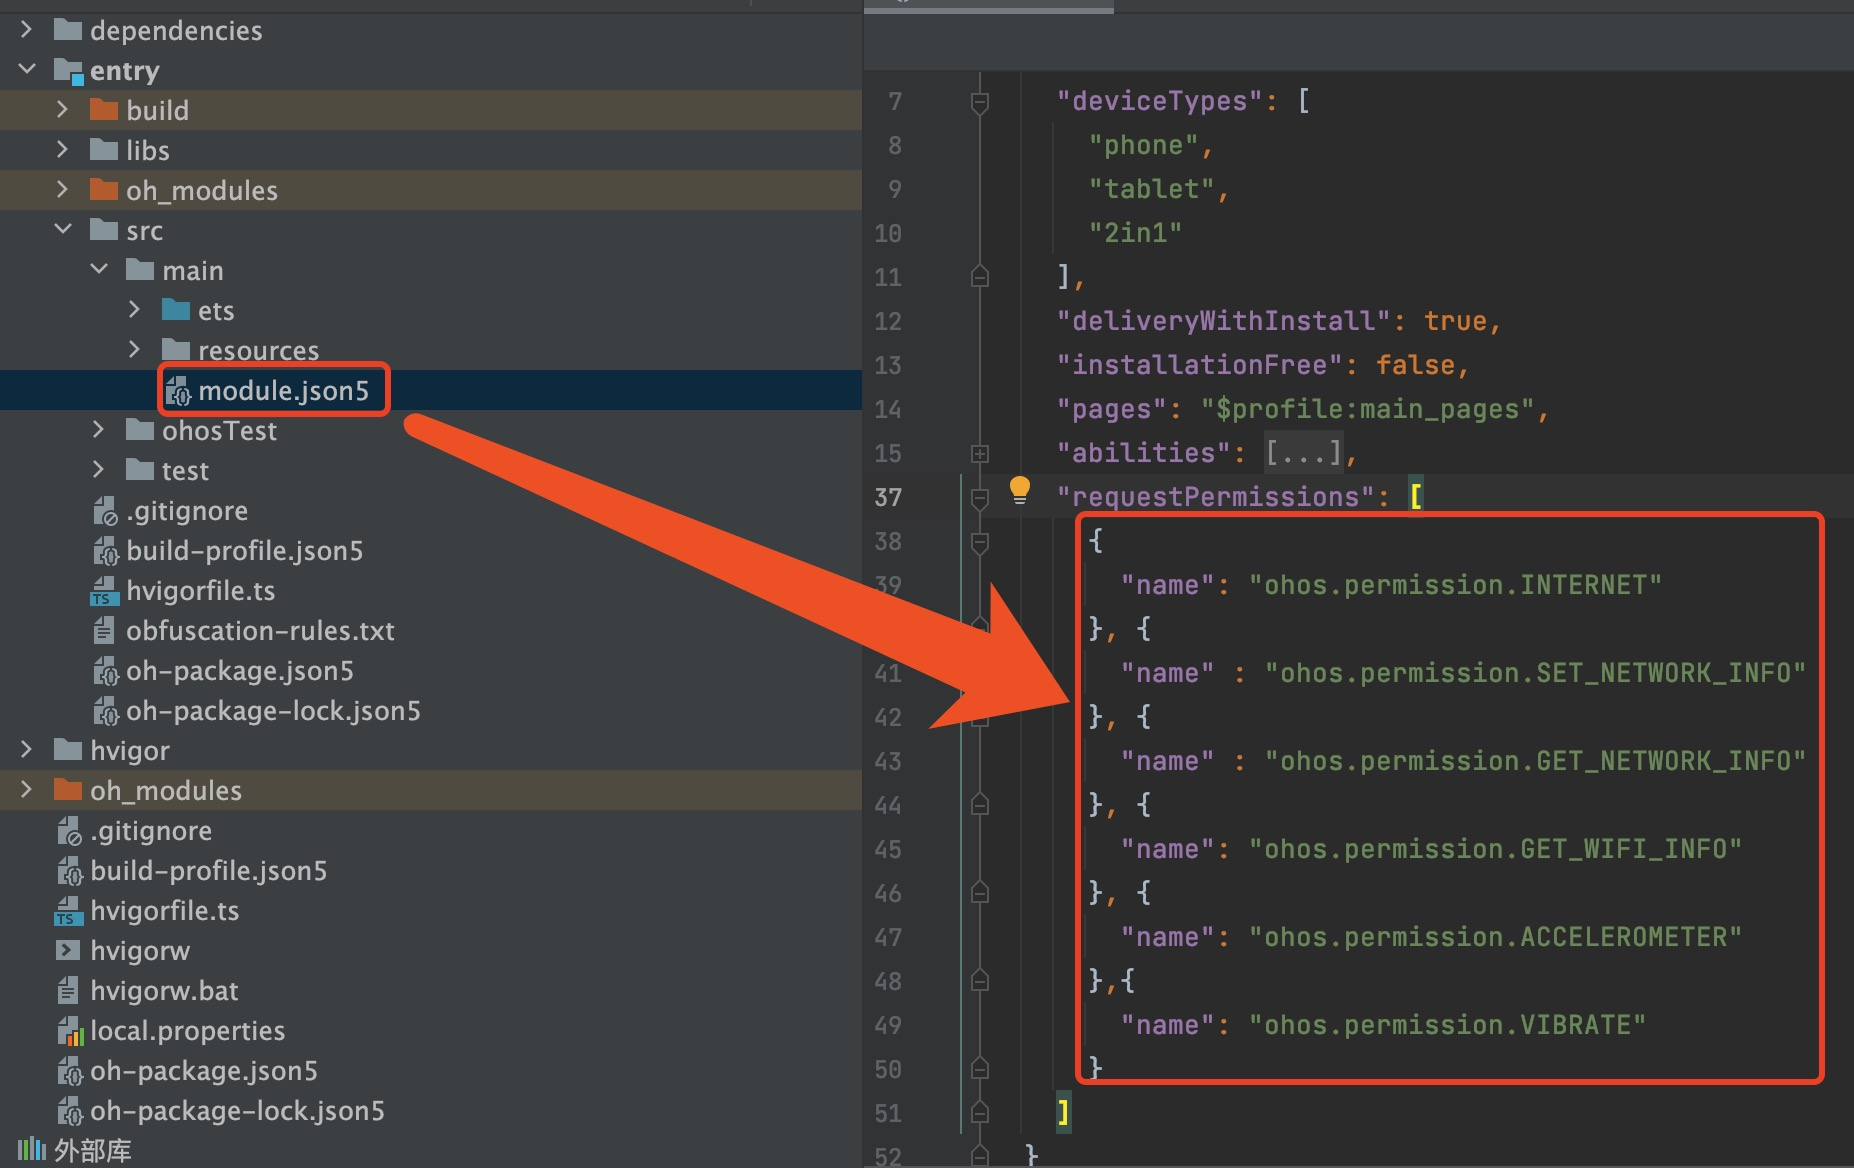 dependencies
entry
build
libs
oh_modules
src
main
ets
resources
module.json5
ohosTest
test
.gitignore
build-profile.json5
hvigorfile.ts
obfuscation-rules.txt
oh-package.json5
oh-package-lock.json5
hvigor
oh_modules
.gitignore
build-profile.json5
hvigorfile.ts
hvigorw
hvigorw.bat
local.properties
oh-package.json5
oh-package-lock.json5
外部库
7 "deviceTypes": [
8 "phone",
9 "tablet",
10 "2in1"
11 ],
12 "deliveryWithInstall": true,
13 "installationFree": false,
14 "pages": "$profile:main_pages",
15 "abilities": [...],
37 "requestPermissions": [
38 {
39 "name": "ohos.permission.INTERNET"
}, {
41 "name" : "ohos.permission.SET_NETWORK_INFO"
42 }, {
43 "name" : "ohos.permission.GET_NETWORK_INFO"
44 }, {
45 "name": "ohos.permission.GET_WIFI_INFO"
46 }, {
47 "name": "ohos.permission.ACCELEROMETER"
48 },{
49 "name": "ohos.permission.VIBRATE"
50 }
51 ]
52 }